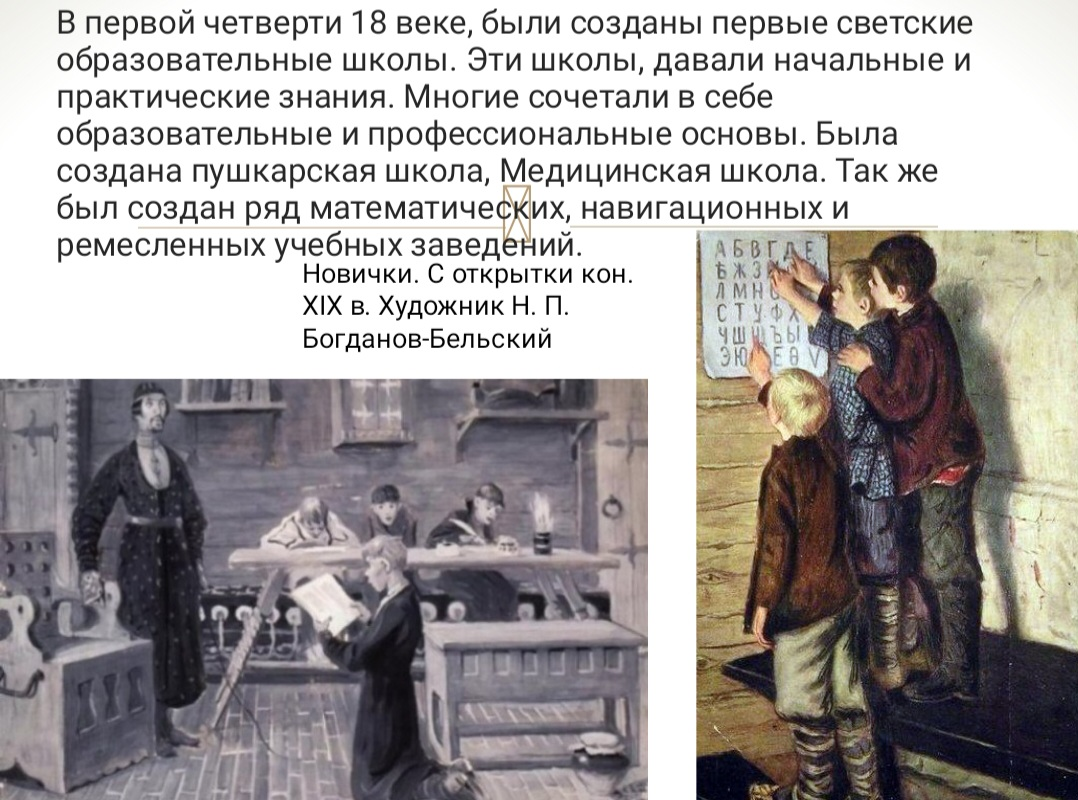 В первой четверти 18 веке, были созданы первые светские
образовательные школы. Эти школы, давали начальные и
практические знания. Многие сочетали в себе
образовательные и профессиональные основы. Была
создана пушкарская школа, Медицинская школа. Так же
был создан ряд математических, навигационных и
ремесленных учебных заведений.
Новички. С открытки кон.
XIX в. Художник Н. П.
Богданов-Бельский
А Б В Г Д Е
Ж З
Л М Н
С Т У Ф Х
Ч Ш Щ Ъ Ы
Э Ю Е Ѳ Ѵ